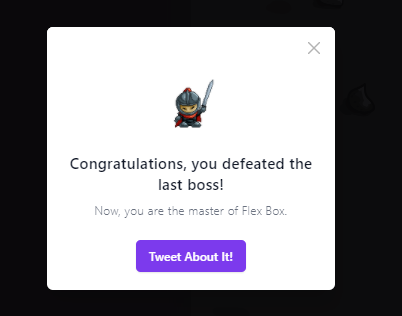 Congratulations, you defeated the
last boss!
Now, you are the master of Flex Box.
Tweet About It!